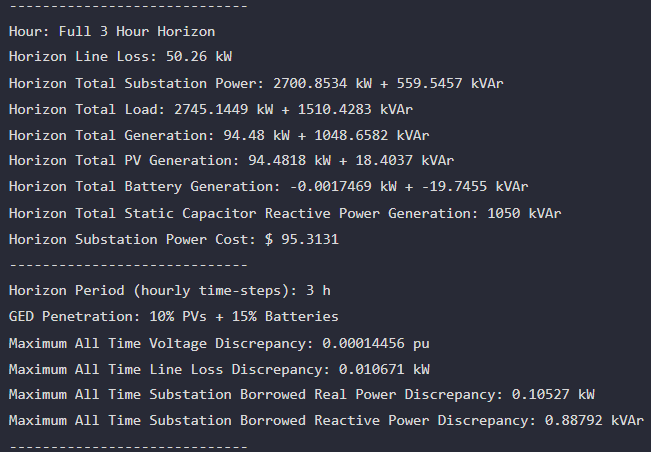 -----------------------------
Hour: Full 3 Hour Horizon
Horizon Line Loss: 50.26 kW
Horizon Total Substation Power: 2700.8534 kW + 559.5457 kVAr
Horizon Total Load: 2745.1449 kW + 1510.4283 kVAr
Horizon Total Generation: 94.48 kW + 1048.6582 kVAr
Horizon Total PV Generation: 94.4818 kW + 18.4037 kVAr
Horizon Total Battery Generation: -0.0017469 kW + -19.7455 kVAr
Horizon Total Static Capacitor Reactive Power Generation: 1050 kVAr
Horizon Substation Power Cost: $ 95.3131
-----------------------------
Horizon Period (hourly time-steps): 3 h
GED Penetration: 10% PVs + 15% Batteries
Maximum All Time Voltage Discrepancy: 0.00014456 pu
Maximum All Time Line Loss Discrepancy: 0.010671 kW
Maximum All Time Substation Borrowed Real Power Discrepancy: 0.10527 kW
Maximum All Time Substation Borrowed Reactive Power Discrepancy: 0.88792 kVAr
-----------------------------